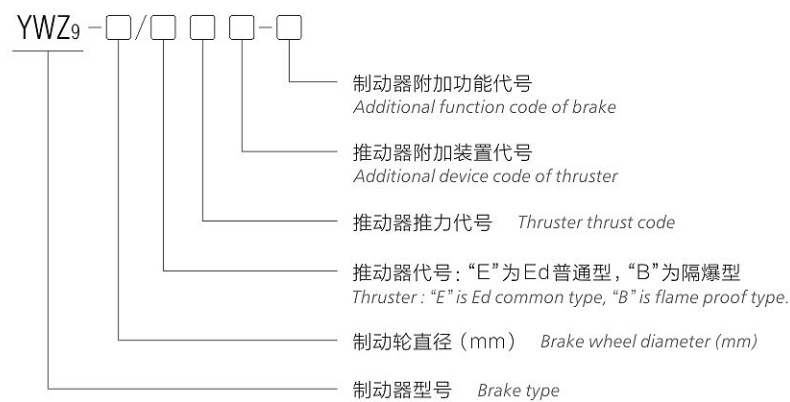 YWZ9-□/□ □ □-□
制动器附加功能代号
Additional function code of brake
推动器附加装置代号
Additional device code of thruster
推动器推力代号 Thruster thrust code
推动器代号：“E”为Ed普通型，“B”为隔爆型
Thruster : “E” is Ed common type, “B” is flame proof type.
制动轮直径（mm） Brake wheel diameter (mm)
制动器型号 Brake type